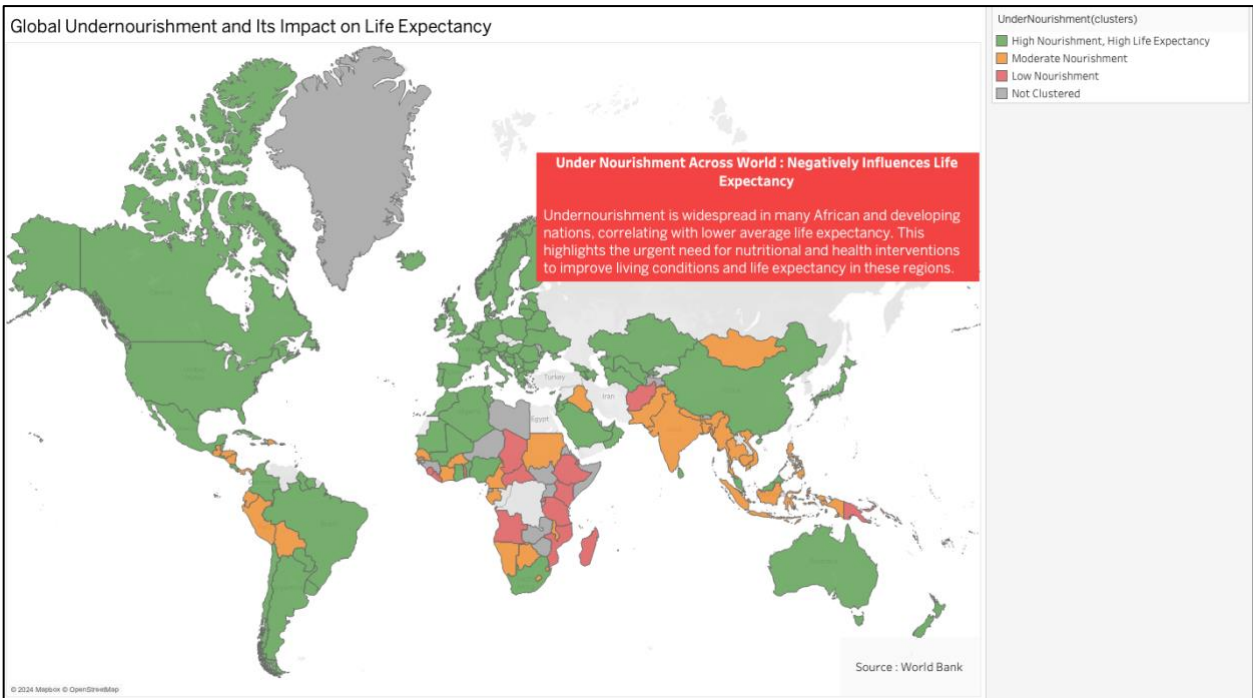 Global Undernourishment and Its Impact on Life Expectancy
UnderNourishment(clusters)
High Nourishment, High Life Expectancy
Moderate Nourishment
Low Nourishment
Not Clustered
Under Nourishment Across World : Negatively Influences Life
Expectancy
Undernourishment is widespread in many African and developing
nations, correlating with lower average life expectancy. This
highlights the urgent need for nutritional and health interventions
to improve living conditions and life expectancy in these regions.
Turkey
Iran
Egypt
Source : World Bank
© 2024 Mapbox © OpenStreetMap